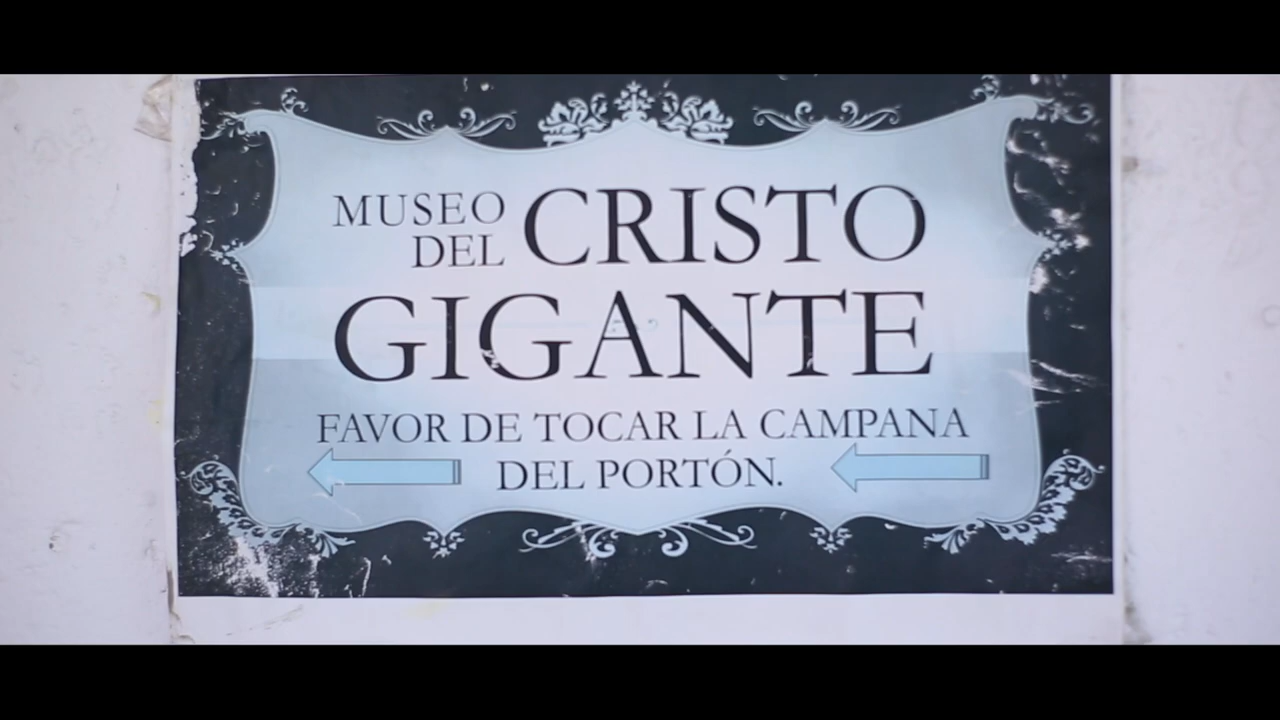 MUSEO
DEL CRISTO
GIGANTE
FAVOR DE TOCAR LA CAMPANA
DEL PORTÓN.